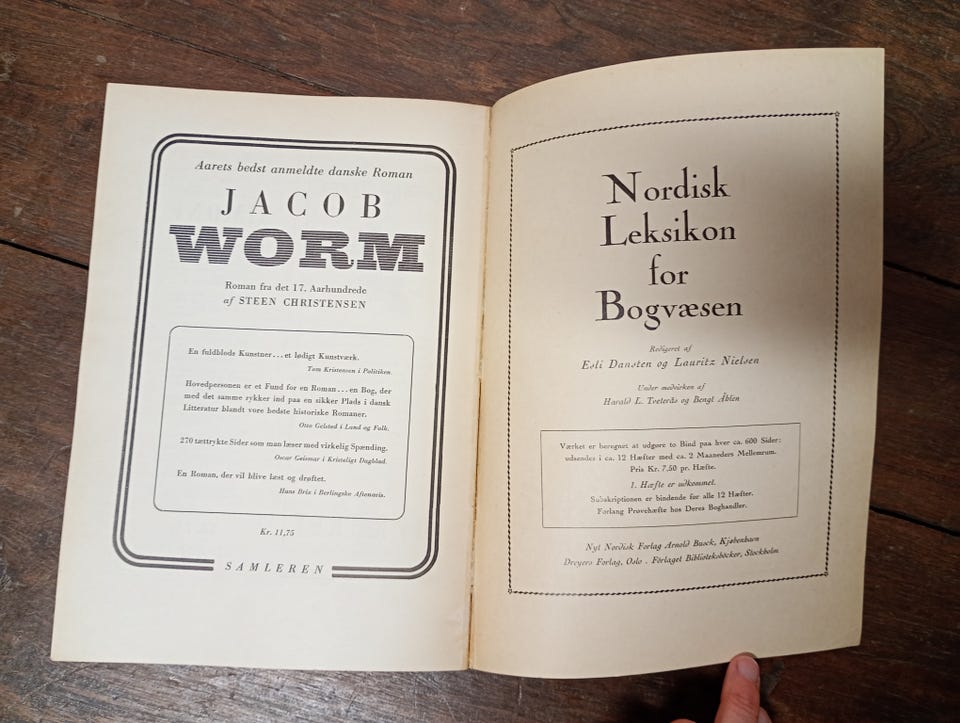 Aarets bedst anmeldte danske Roman
JACOB
WORM
Roman fra det 17. Aarhundrede
af STEEN CHRISTENSEN
En fuldblods Kunstner...et lødigt Kunstværk.
Tom Kristensen i Politiken.
Hovedpersonen er et Fund for en Roman...en Bog, der
med det samme rykker ind paa en sikker Plads i dansk
Litteratur blandt vore bedste historiske Romaner.
Otto Gelsted i Land og Folk.
270 tættrykte Sider som man læser med virkelig Spænding.
Oscar Geismar i Kristeligt Dagblad.
En Roman, der vil blive læst og drøftet.
Hans Brix i Berlingske Aftenavis.
Kr. 11,75
SAMLEREN
Nordisk
Leksikon
for
Bogvæsen
Redigeret af
Esli Dansten og Lauritz Nielsen
Under medvirken af
Harald L. Tveterås og Bengt Åhlén
Værket er beregnet at udgøre to Bind paa hver ca. 600 Sider:
udsendes i ca. 12 Hæfter med ca. 2 Maaneders Mellemrum.
Pris Kr. 7,50 pr. Hæfte.
1. Hæfte er udkommet.
Subskriptionen er bindende for alle 12 Hæfter.
Forlang Prøvehæfte hos Deres Boghandler.
Nyt Nordisk Forlag Arnold Busck, Kjøbenhavn
Dreyers Forlag, Oslo . Förlaget Biblioteksböcker, Stockholm